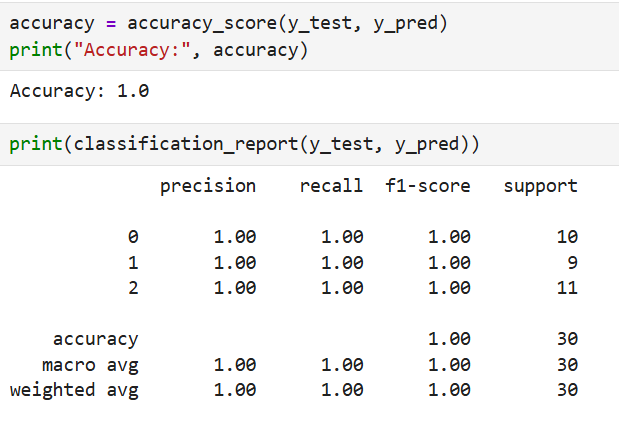 accuracy = accuracy_score(y_test, y_pred)
print("Accuracy:", accuracy)
Accuracy: 1.0
print(classification_report(y_test, y_pred))
precision recall f1-score support
0 1.00 1.00 1.00 10
1 1.00 1.00 1.00 9
2 1.00 1.00 1.00 11
accuracy 1.00 30
macro avg 1.00 1.00 1.00 30
weighted avg 1.00 1.00 1.00 30